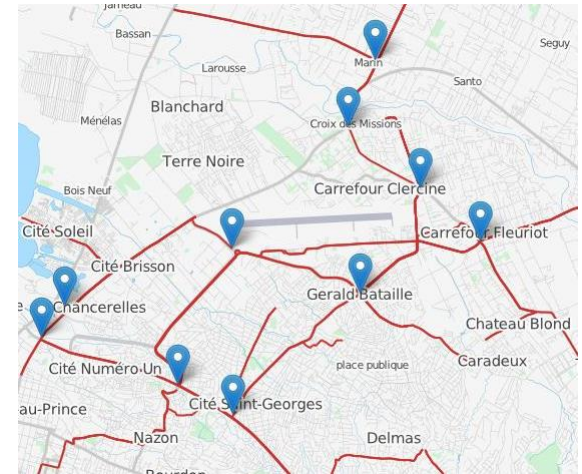 Jameau
Bassan
Seguy
Marin
Larousse
Santo
Blanchard
Ménélas
Croix des Missions
Terre Noire
Bois Neuf
Carrefour Clercine
Cité Soleil
Carrefour Fleuriot
Cité Brisson
Gerald Bataille
Chancerelles
Chateau Blond
Caradeux
place publique
Cité Numéro Un
Cité Saint-Georges
au-Prince
Nazon
Delmas
Bourdon